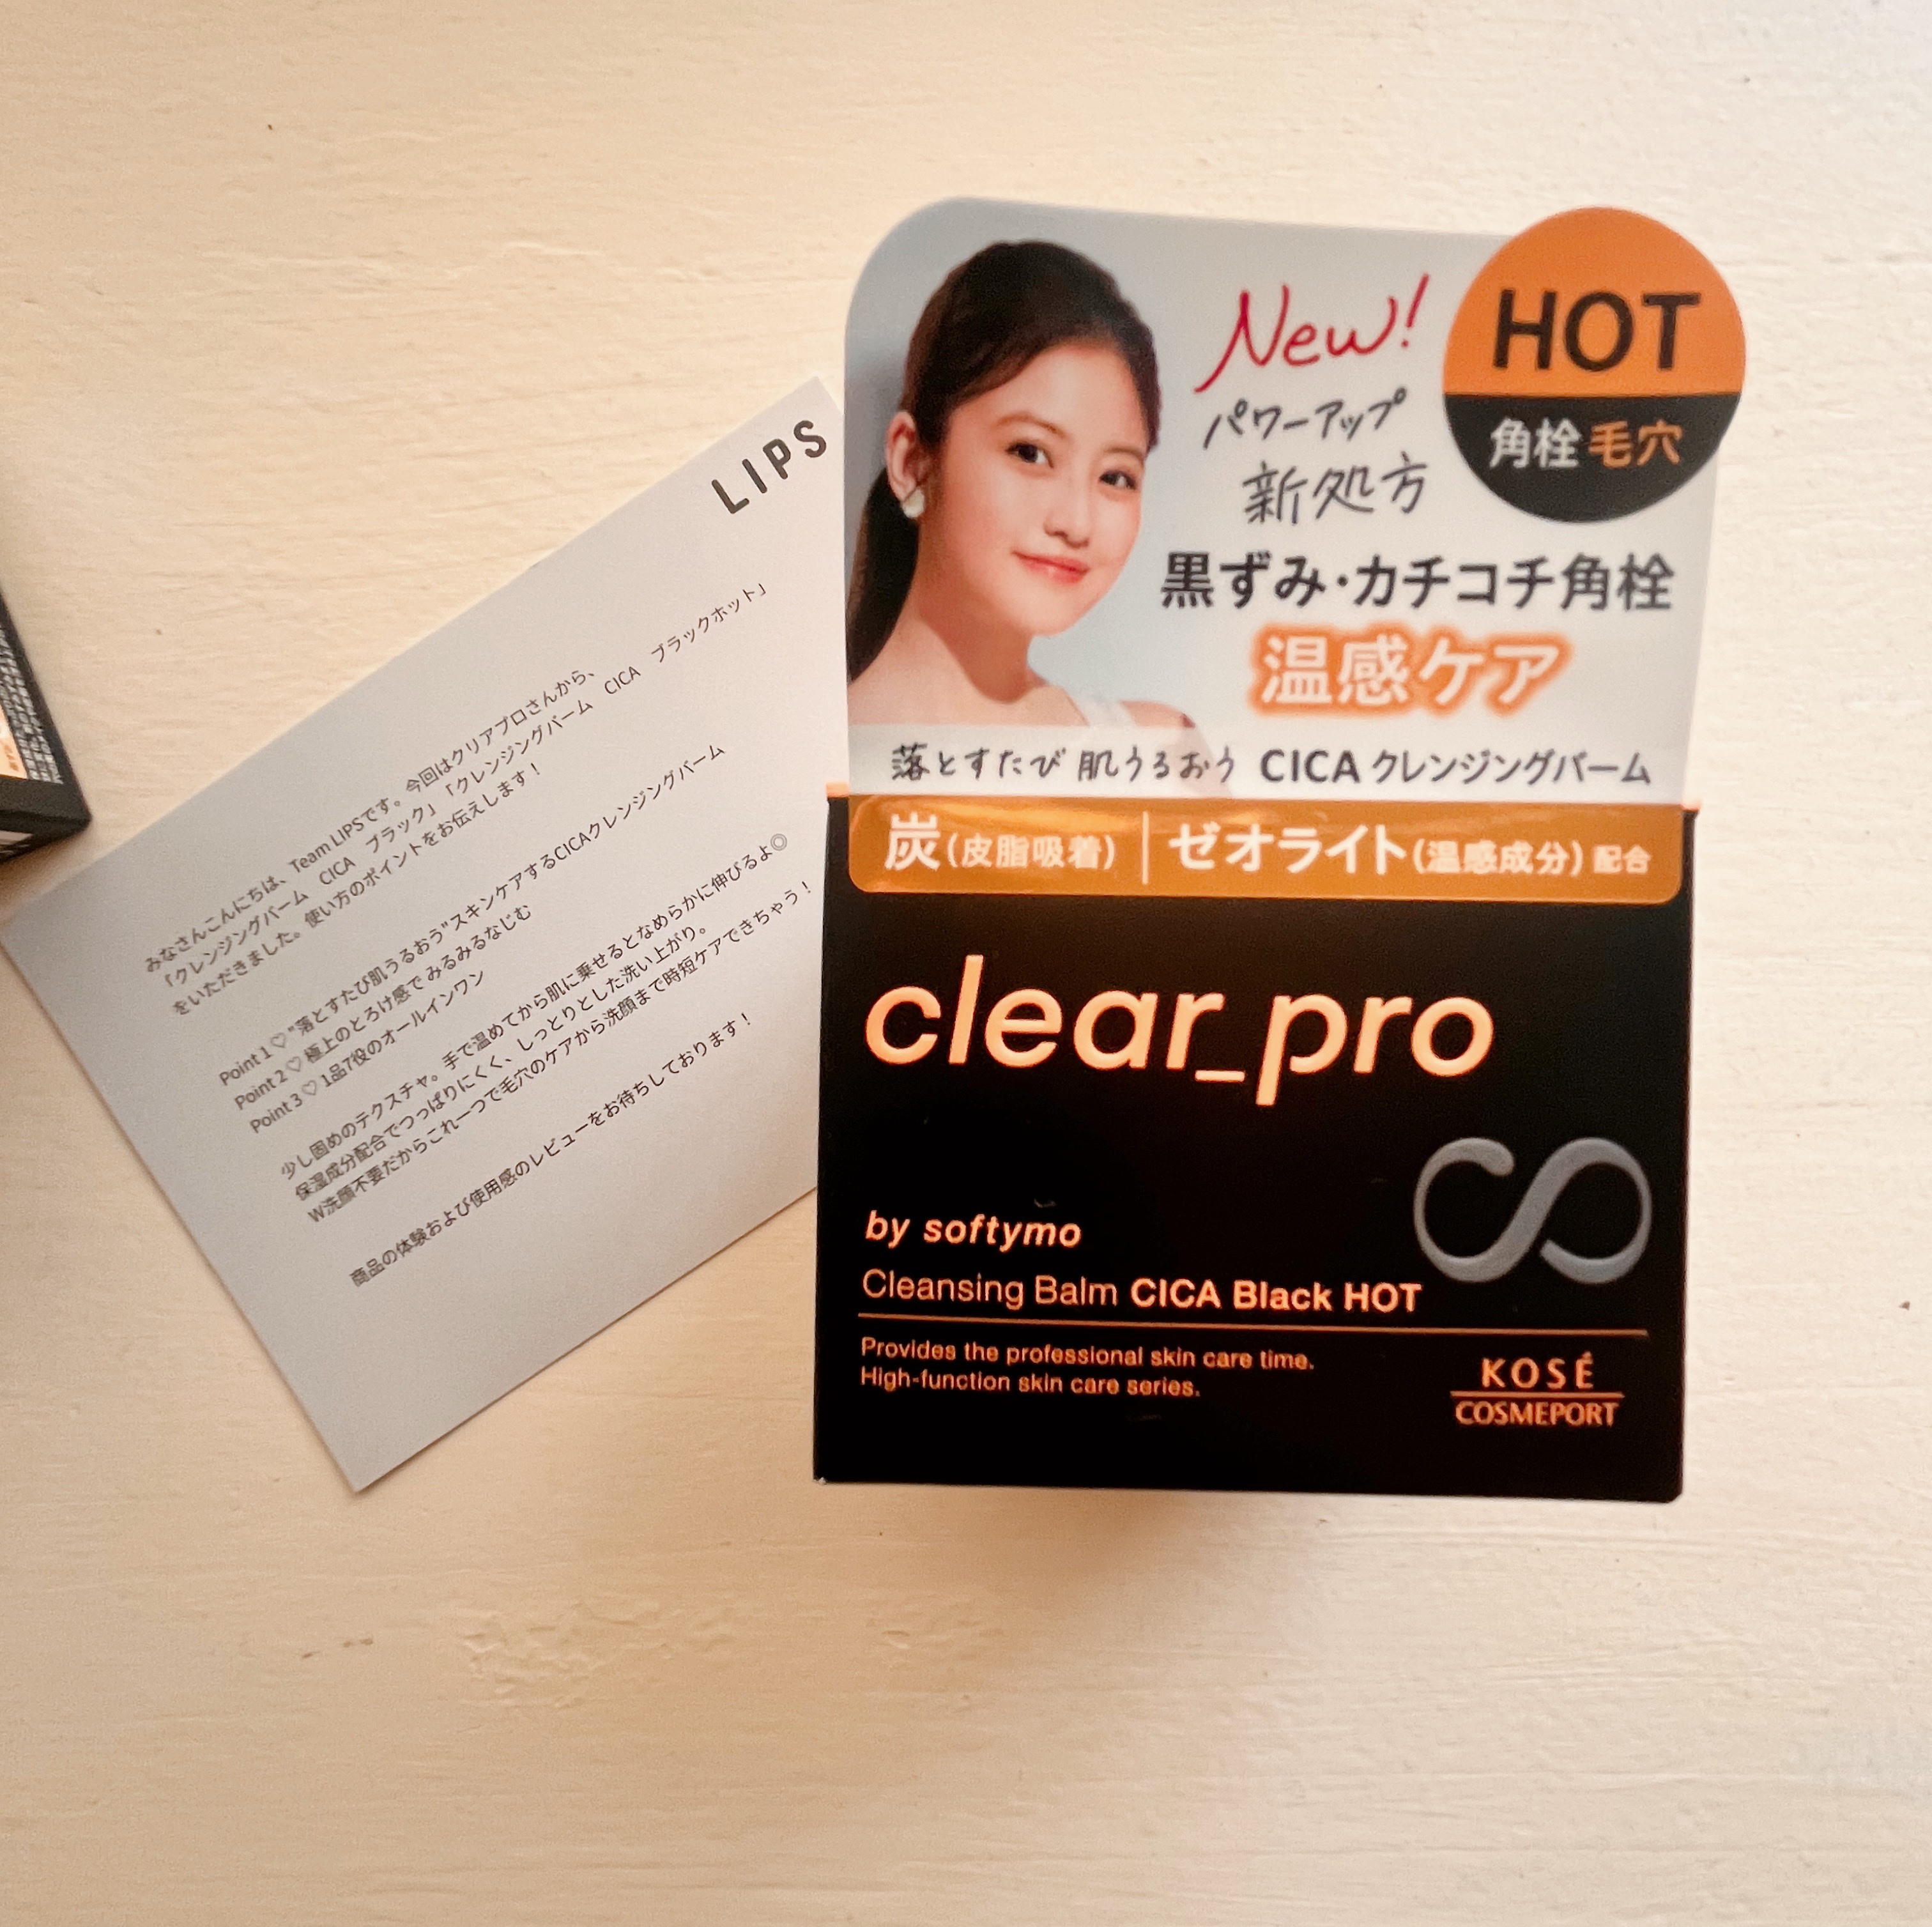 LIPS
みなさんこんにちは、Team LIPSです。今回はクリアプロさんから、
「クレンジングバーム CICA ブラック」「クレンジングバーム CICA ブラックホット」
をいただきました。使い方のポイントをお伝えします！
Point 1♡"落とすたび肌うるおう"スキンケアするCICAクレンジングバーム
Point 2♡極上のとろけ感でみるみるなじむ
Point 3♡1品7役のオールインワン
少し固めのテクスチャ。手で温めてから肌に乗せるとなめらかに伸びるよ◎
保湿成分配合でつっぱりにくく、しっとりとした洗い上がり。
W洗顔不要だからこれ一つで毛穴のケアから洗顔まで時短ケアできちゃう！
商品の体験および使用感のレビューをお待ちしております！
New!
パワーアップ
新処方
HOT
角栓毛穴
黒ずみ・カチコチ角栓
温感ケア
落とすたび 肌うるおう CICA クレンジングバーム
炭(皮脂吸着) ゼオライト(温感成分) 配合
clear_pro
by softymo
Cleansing Balm CICA Black HOT
Provides the professional skin care time.
High-function skin care series.
KOSÉ
COSMEPORT